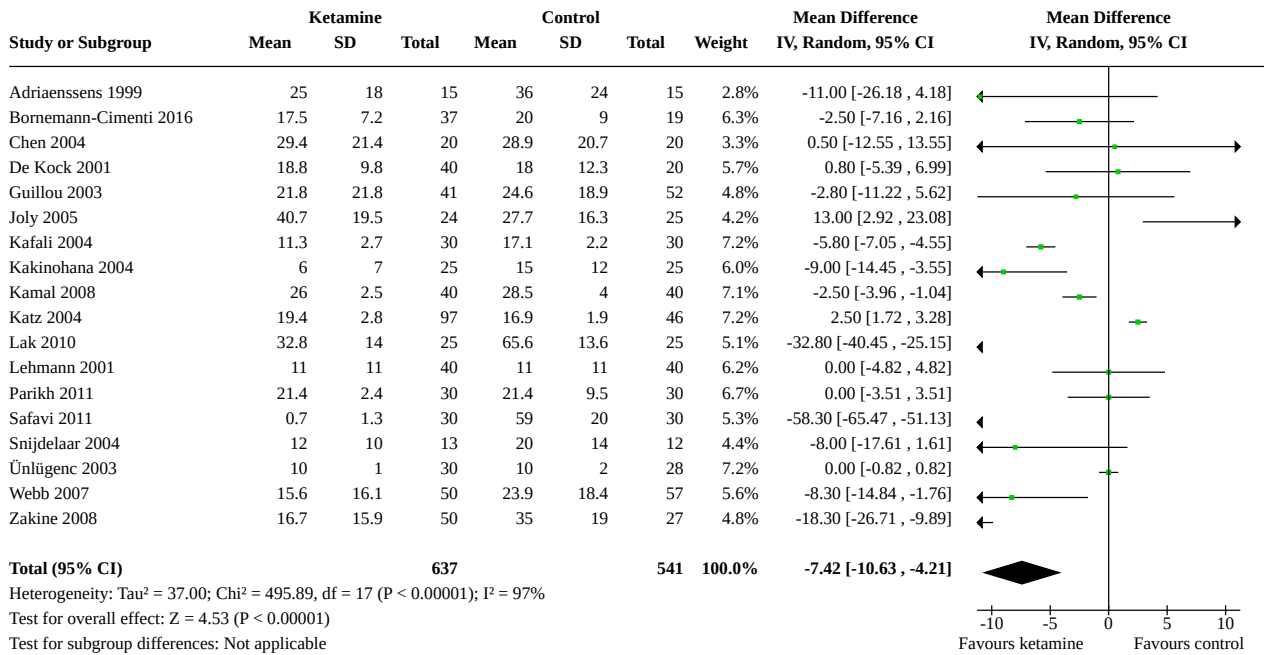 Ketamine Control Mean Difference Mean Difference
Study or Subgroup Mean SD Total Mean SD Total Weight IV, Random, 95% CI IV, Random, 95% CI
Adriaenssens 1999 25 18 15 36 24 15 2.8% -11.00 [-26.18 , 4.18]
Bornemann-Cimenti 2016 17.5 7.2 37 20 9 19 6.3% -2.50 [-7.16 , 2.16]
Chen 2004 29.4 21.4 20 28.9 20.7 20 3.3% 0.50 [-12.55 , 13.55]
De Kock 2001 18.8 9.8 40 18 12.3 20 5.7% 0.80 [-5.39 , 6.99]
Guillou 2003 21.8 21.8 41 24.6 18.9 52 4.8% -2.80 [-11.22 , 5.62]
Joly 2005 40.7 19.5 24 27.7 16.3 25 4.2% 13.00 [2.92 , 23.08]
Kafali 2004 11.3 2.7 30 17.1 2.2 30 7.2% -5.80 [-7.05 , -4.55]
Kakinohana 2004 6 7 25 15 12 25 6.0% -9.00 [-14.45 , -3.55]
Kamal 2008 26 2.5 40 28.5 4 40 7.1% -2.50 [-3.96 , -1.04]
Katz 2004 19.4 2.8 97 16.9 1.9 46 7.2% 2.50 [1.72 , 3.28]
Lak 2010 32.8 14 25 65.6 13.6 25 5.1% -32.80 [-40.45 , -25.15]
Lehmann 2001 11 11 40 11 11 40 6.2% 0.00 [-4.82 , 4.82]
Parikh 2011 21.4 2.4 30 21.4 9.5 30 6.7% 0.00 [-3.51 , 3.51]
Safavi 2011 0.7 1.3 30 59 20 30 5.3% -58.30 [-65.47 , -51.13]
Snijdelaar 2004 12 10 13 20 14 12 4.4% -8.00 [-17.61 , 1.61]
Ünlügenc 2003 10 1 30 10 2 28 7.2% 0.00 [-0.82 , 0.82]
Webb 2007 15.6 16.1 50 23.9 18.4 57 5.6% -8.30 [-14.84 , -1.76]
Zakine 2008 16.7 15.9 50 35 19 27 4.8% -18.30 [-26.71 , -9.89]
Total (95% CI) 637 541 100.0% -7.42 [-10.63 , -4.21]
Heterogeneity: Tau² = 37.00; Chi² = 495.89, df = 17 (P < 0.00001); I² = 97%
Test for overall effect: Z = 4.53 (P < 0.00001)
Test for subgroup differences: Not applicable
-10 -5 0 5 10
Favours ketamine Favours control